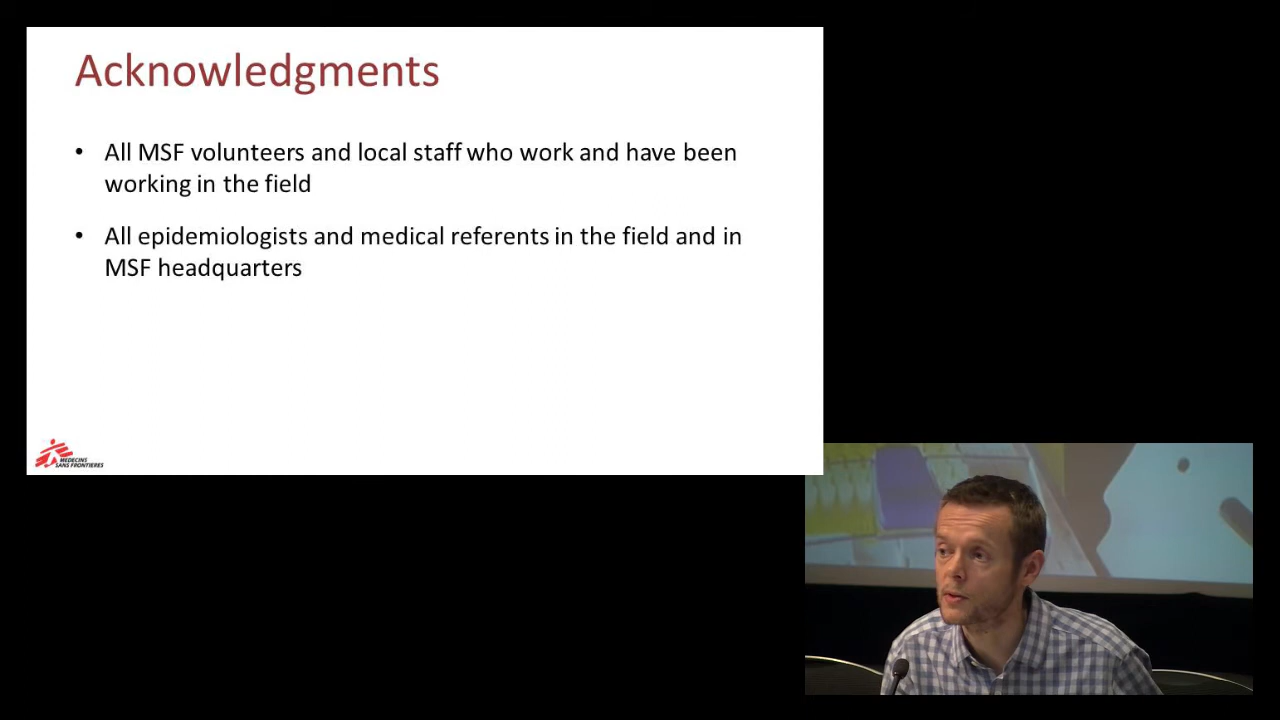 Acknowledgments
• All MSF volunteers and local staff who work and have been
working in the field
• All epidemiologists and medical referents in the field and in
MSF headquarters
MEDECINS
SANS FRONTIERES